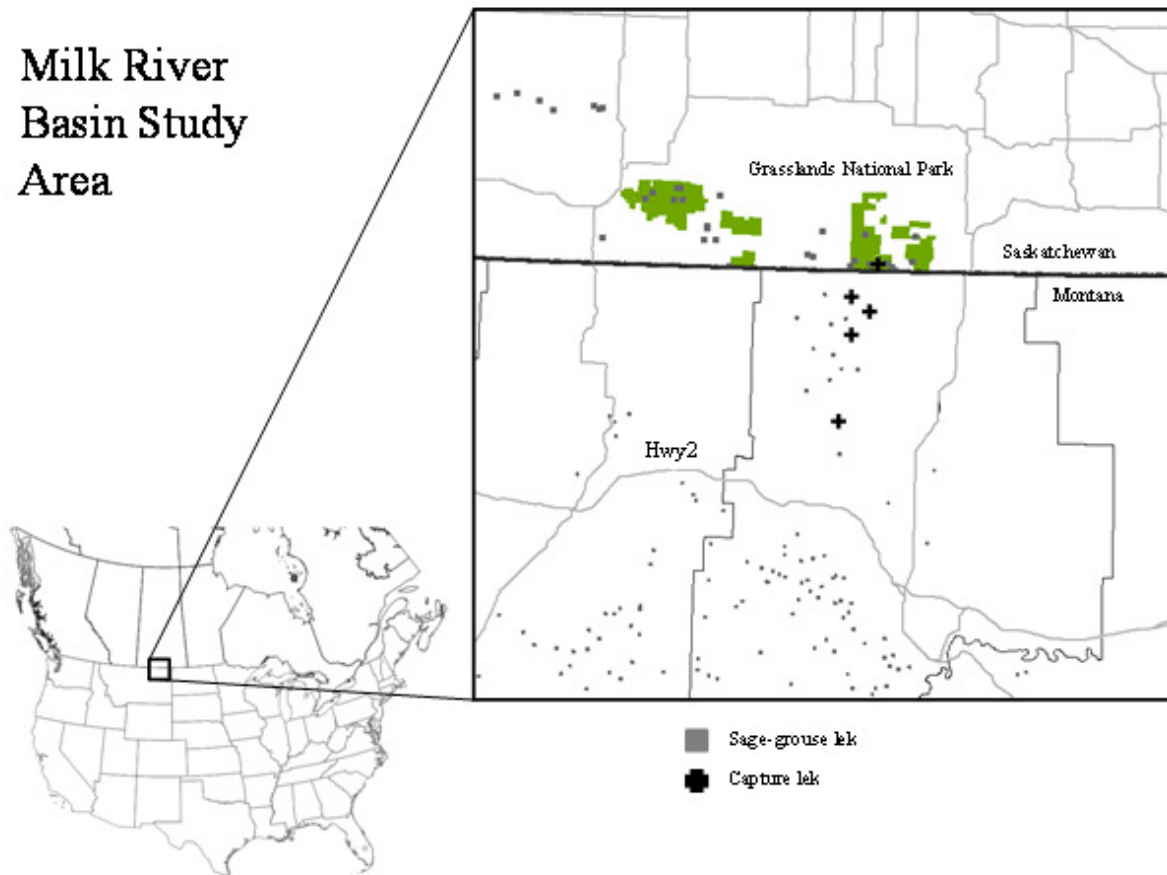 Milk River
Basin Study
Area
Grasslands National Park
Saskatchewan
Montana
Hwy2
Sage-grouse lek
Capture lek